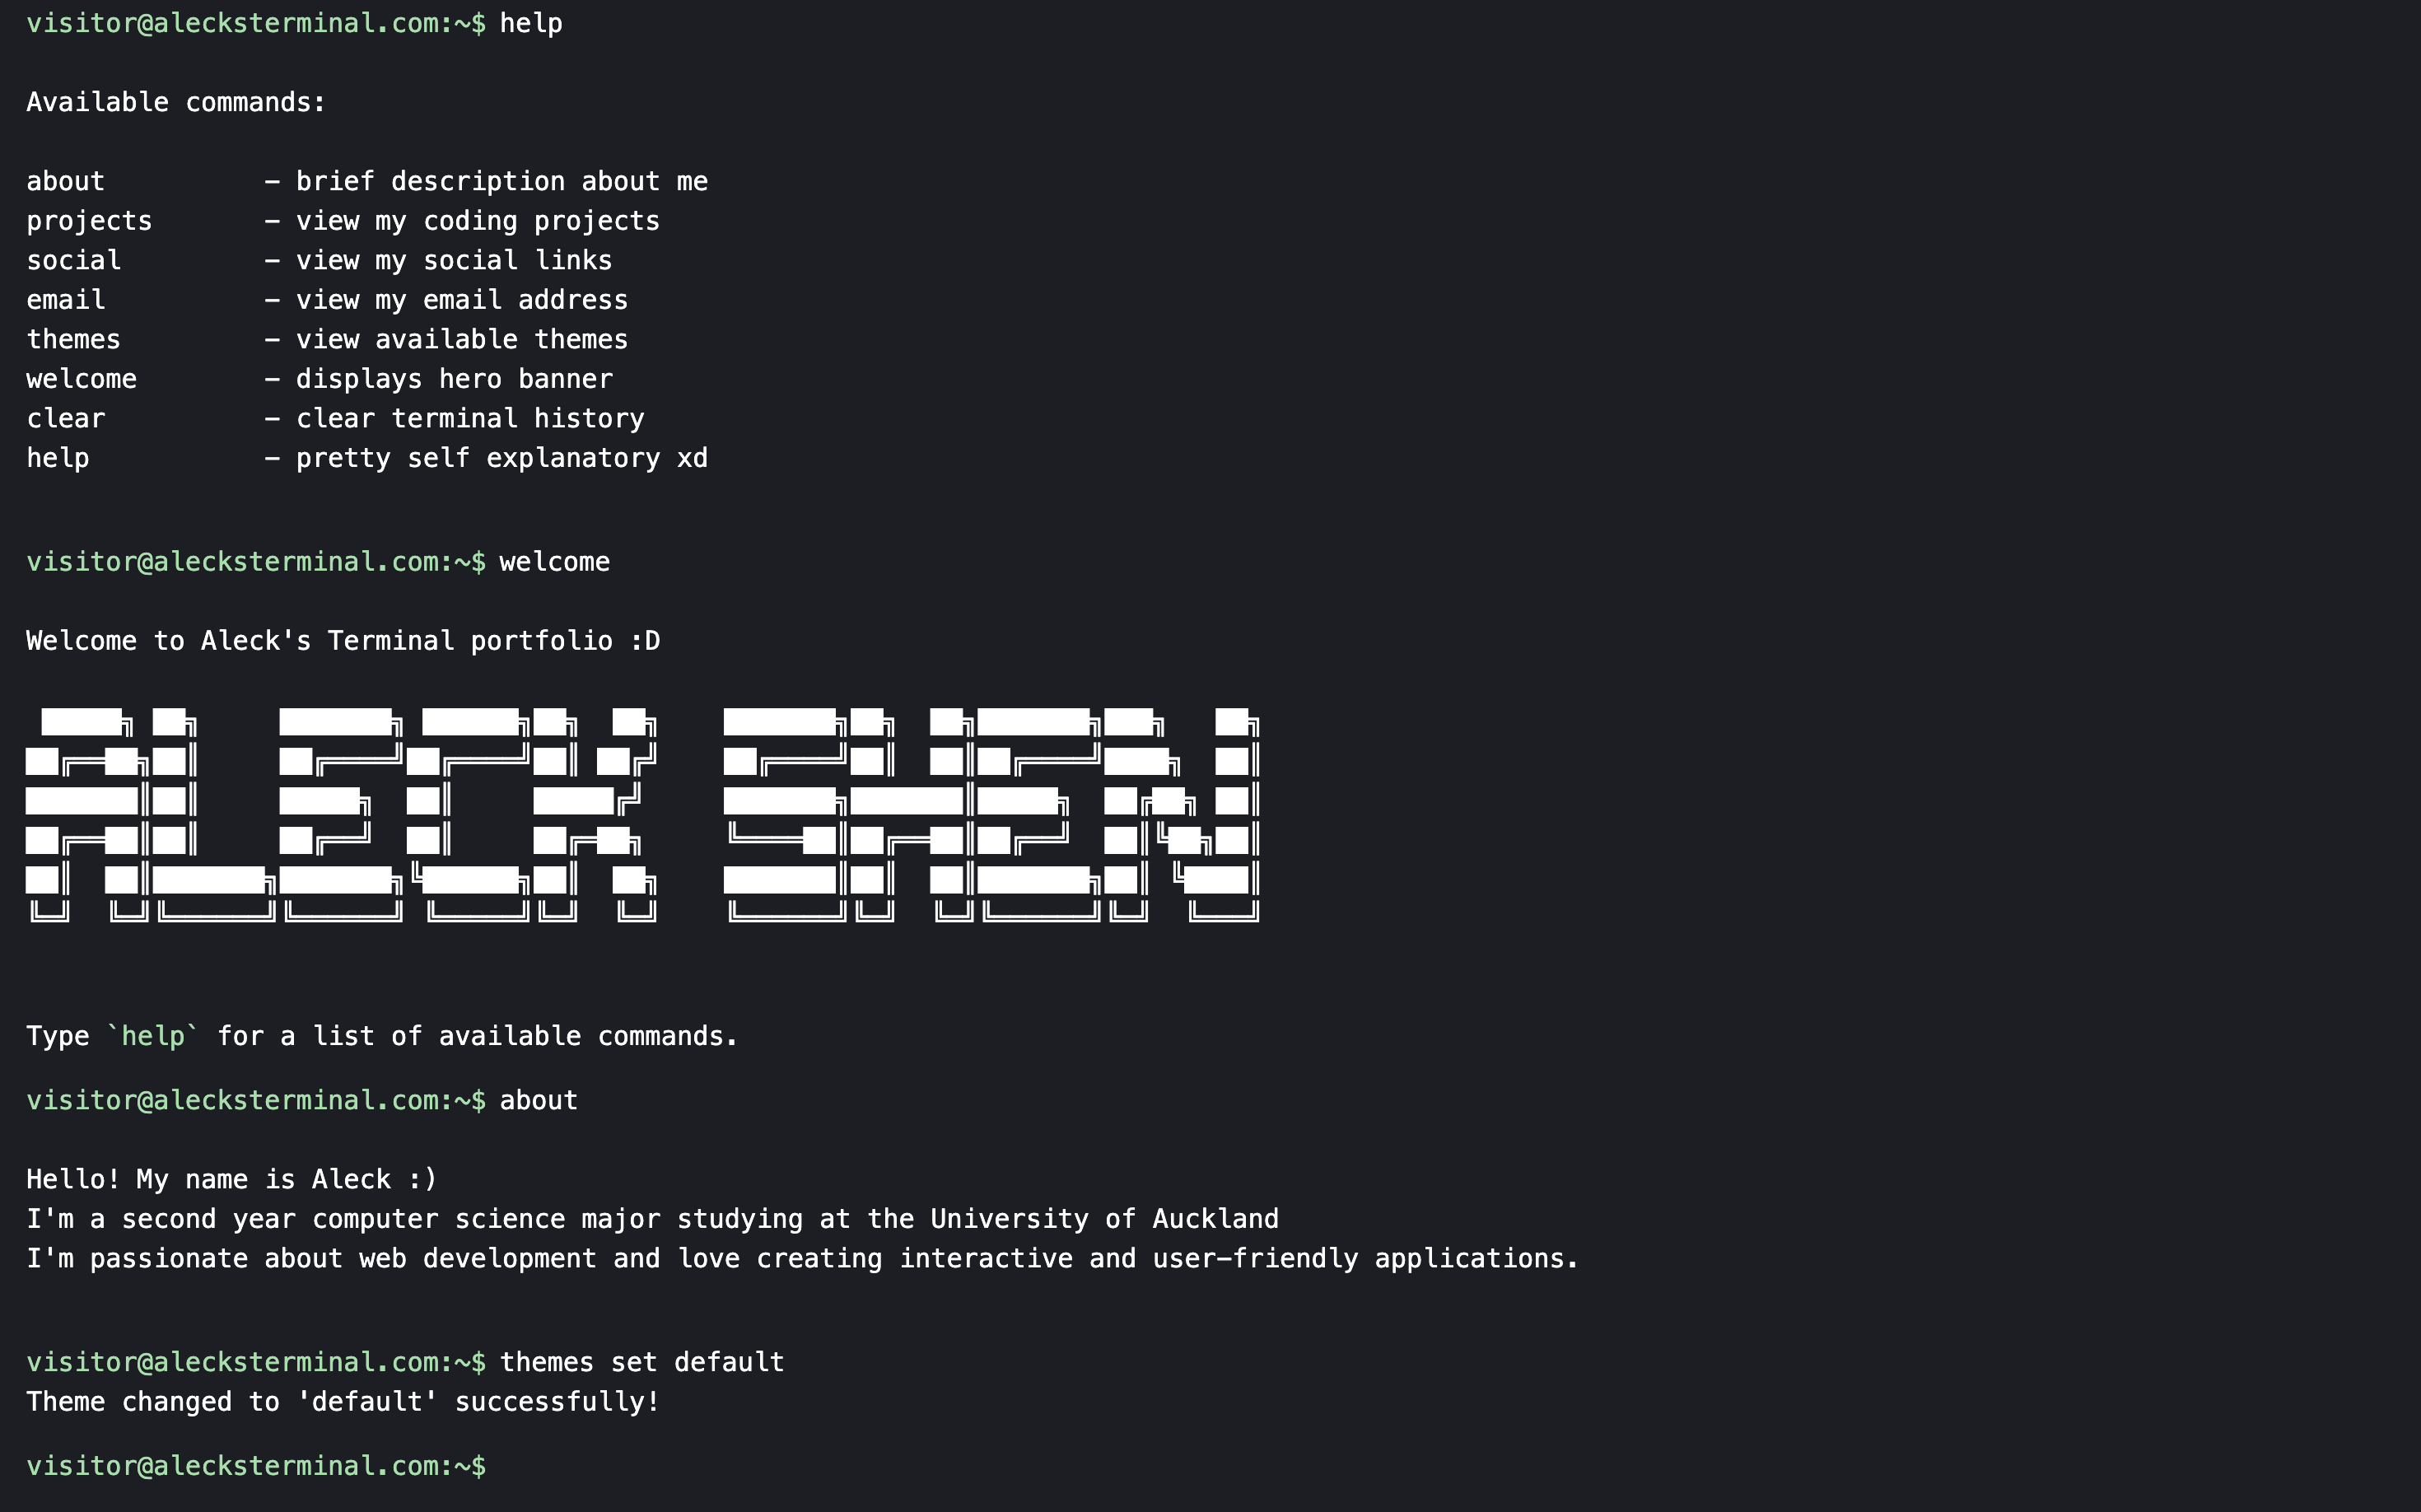 visitor@alecksterminal.com:~$ help
Available commands:
about - brief description about me
projects - view my coding projects
social - view my social links
email - view my email address
themes - view available themes
welcome - displays hero banner
clear - clear terminal history
help - pretty self explanatory xd
visitor@alecksterminal.com:~$ welcome
Welcome to Aleck's Terminal portfolio :D
ALECK SHEN
Type `help` for a list of available commands.
visitor@alecksterminal.com:~$ about
Hello! My name is Aleck :)
I'm a second year computer science major studying at the University of Auckland
I'm passionate about web development and love creating interactive and user-friendly applications.
visitor@alecksterminal.com:~$ themes set default
Theme changed to 'default' successfully!
visitor@alecksterminal.com:~$